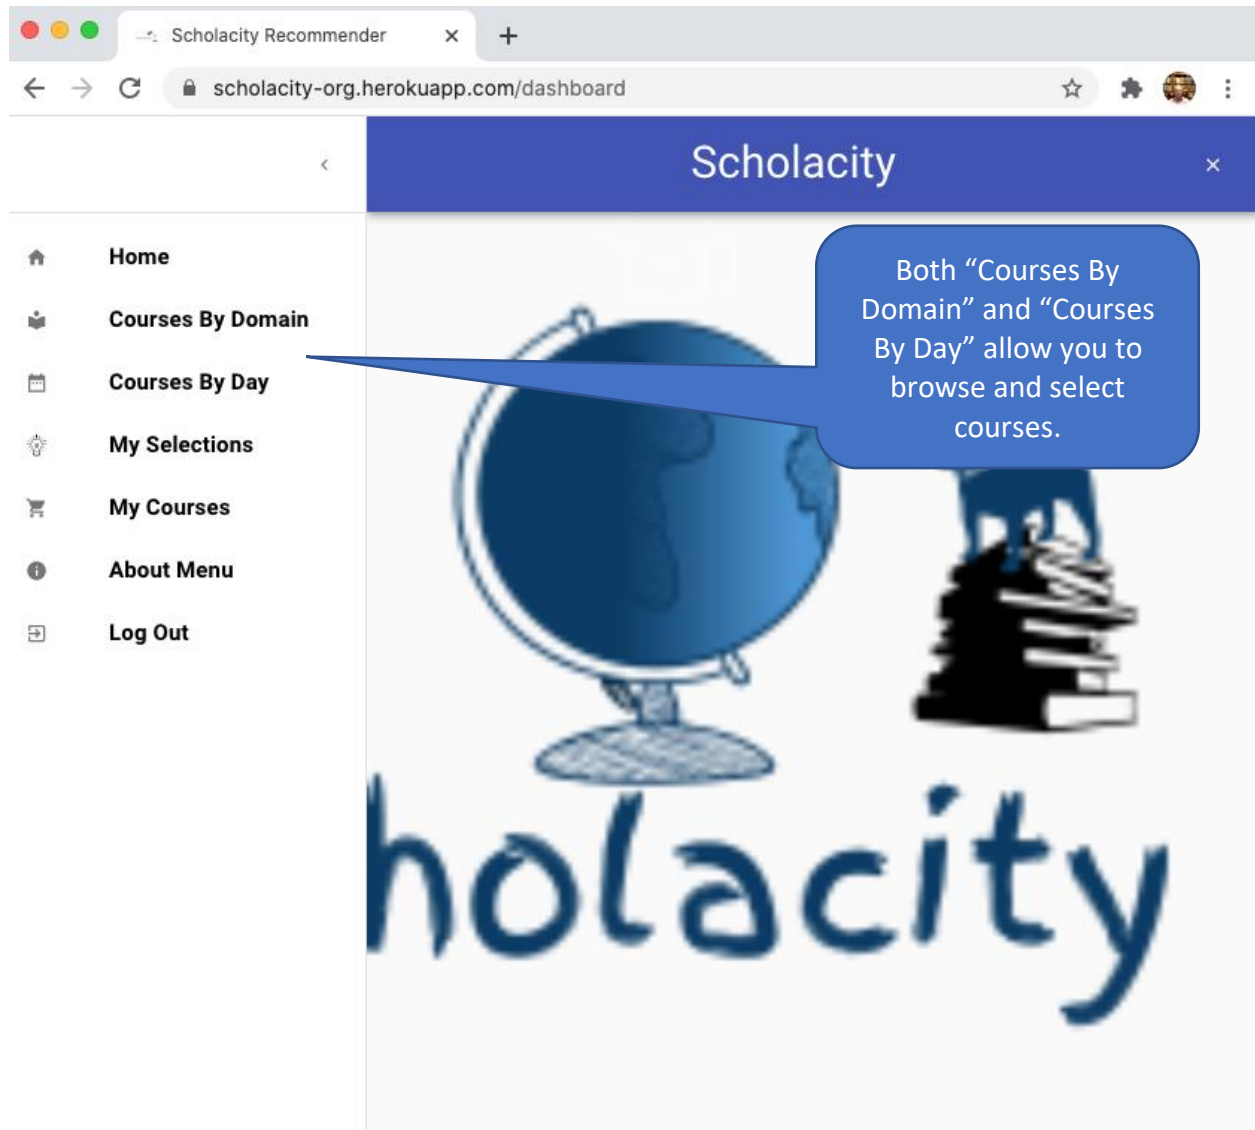 Scholacity Recommender
scholacity-org.herokuapp.com/dashboard
Scholacity
Home
Courses By Domain
Courses By Day
My Selections
My Courses
About Menu
Log Out
Both “Courses By
Domain” and “Courses
By Day” allow you to
browse and select
courses.
holacity